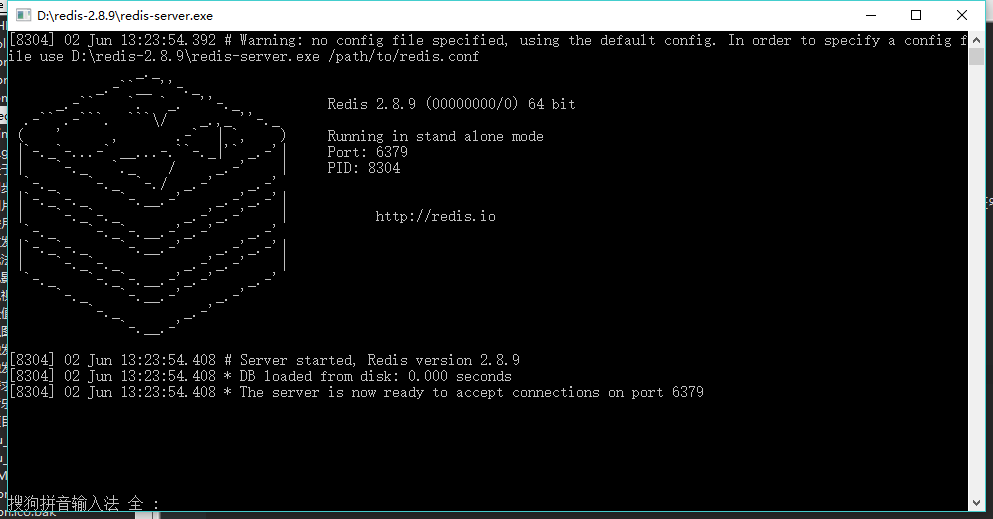 D:\redis-2.8.9\redis-server.exe
[8304] 02 Jun 13:23:54.392 # Warning: no config file specified, using the default config. In order to specify a config f
ile use D:\redis-2.8.9\redis-server.exe /path/to/redis.conf
Redis 2.8.9 (00000000/0) 64 bit
Running in stand alone mode
Port: 6379
PID: 8304
http://redis.io
[8304] 02 Jun 13:23:54.408 # Server started, Redis version 2.8.9
[8304] 02 Jun 13:23:54.408 * DB loaded from disk: 0.000 seconds
[8304] 02 Jun 13:23:54.408 * The server is now ready to accept connections on port 6379
搜狗拼音输入法 全 :